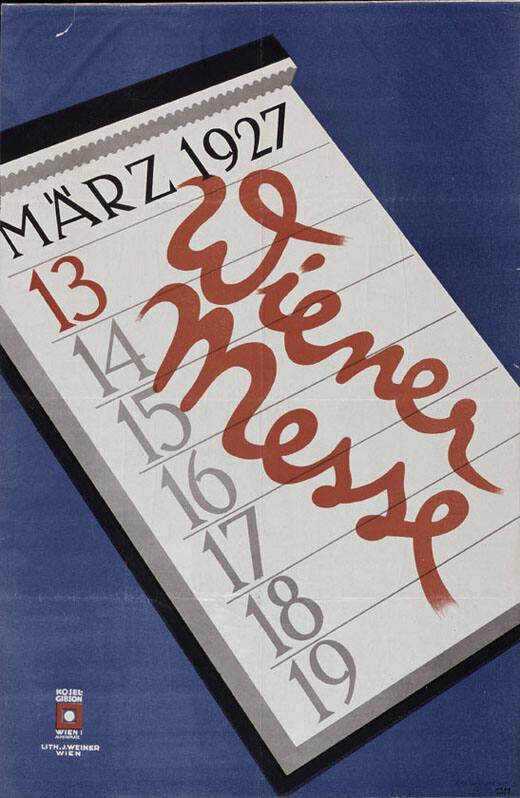 MÄRZ 1927
13
14
15
16
17
18
19
Wiener
Messe
KOSEL
GIBSON
WIEN I
LITH. J. WEINER
WIEN